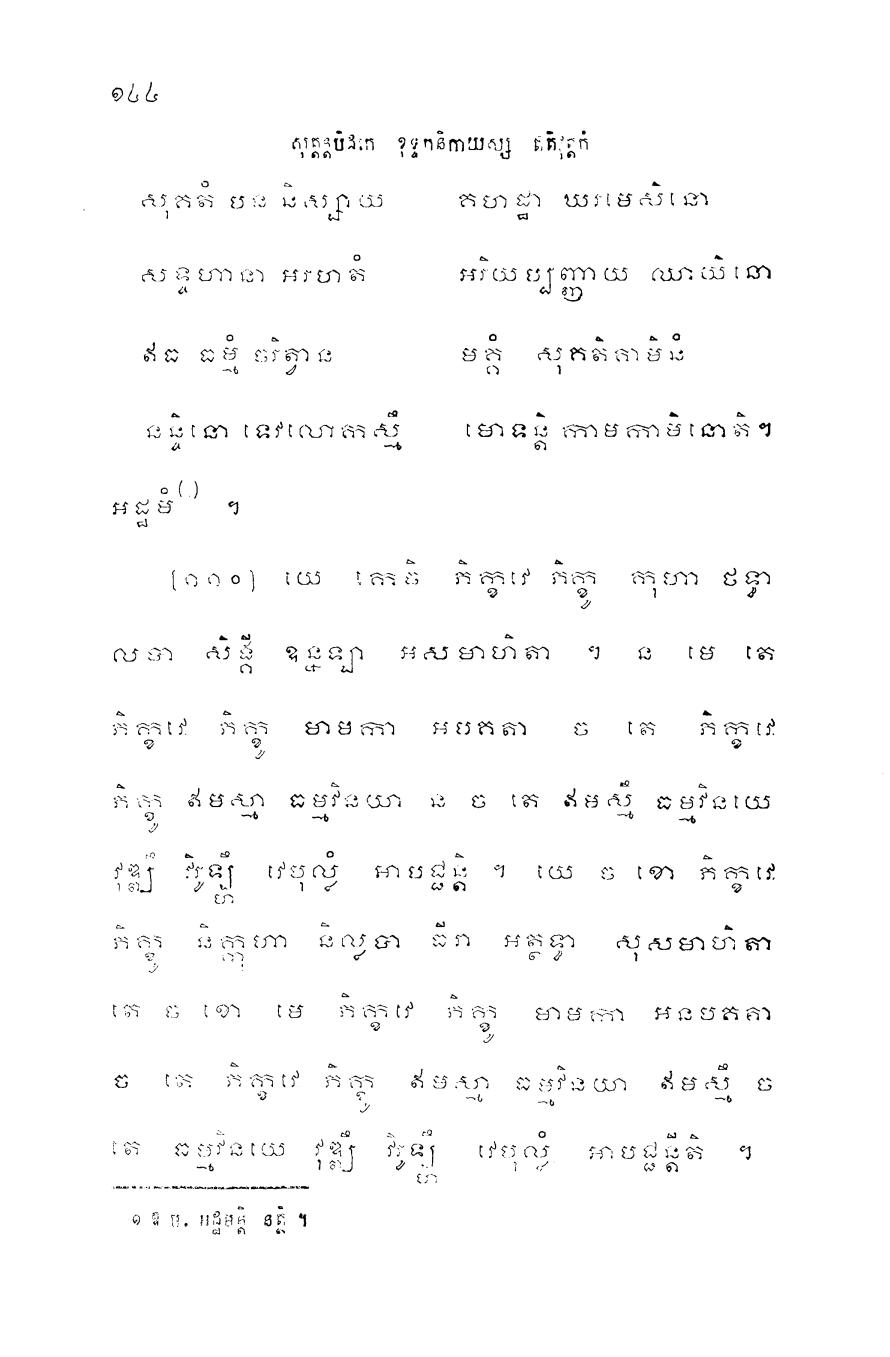 ១៤៤
សុត្តន្តបិដកេ ខុទ្ទកនិកាយស្ស ឥតិវុត្តកំ
សុគតំ បន និស្សាយ គហដ្ឋា ឃរមេសិនោ
សទ្ទហានា អរហតំ អរិយប្បញ្ញាយ ឈាយិនោ
ឥធ ធម្មំ ចរិត្វាន មគ្គំ សុគតិគាមិនំ
នន្ទិនោ ទេវលោកស្មឹ មោទន្តិ កាមកាមិនោតិ។
អដ្ឋមំ(១) ។
[១១០] យេ កេចិ ភិក្ខវេ ភិក្ខូ កុហា ថទ្ធា
លបា សិង្គី ឧន្នឡា អសមាហិតា ។ ន មេ តេ
ភិក្ខវេ ភិក្ខូ មាមកា អបគតា ច តេ ភិក្ខវេ
ភិក្ខូ ឥមស្មា ធម្មវិនយា ន ច តេ ឥមស្មឹ ធម្មវិនយេ
វុឌ្ឍឹ វិរូឡ្ហឹ វេបុល្លំ អាបជ្ជន្តិ ។ យេ ច ខោ ភិក្ខវេ
ភិក្ខូ និក្កុហា និល្លបា ធីរា អត្ថទ្ធា សុសមាហិតា
តេ ច ខោ មេ ភិក្ខវេ ភិក្ខូ មាមកា អនបគតា
ច តេ ភិក្ខវេ ភិក្ខូ ឥមស្មា ធម្មវិនយា ឥមស្មឹ ច
តេ ធម្មវិនយេ វុឌ្ឍឹ វិរូឡ្ហឹ វេបុល្លំ អាបជ្ជន្តីតិ ។
១ ឱ ម. អដ្ឋមន្តិ នត្ថិ ។